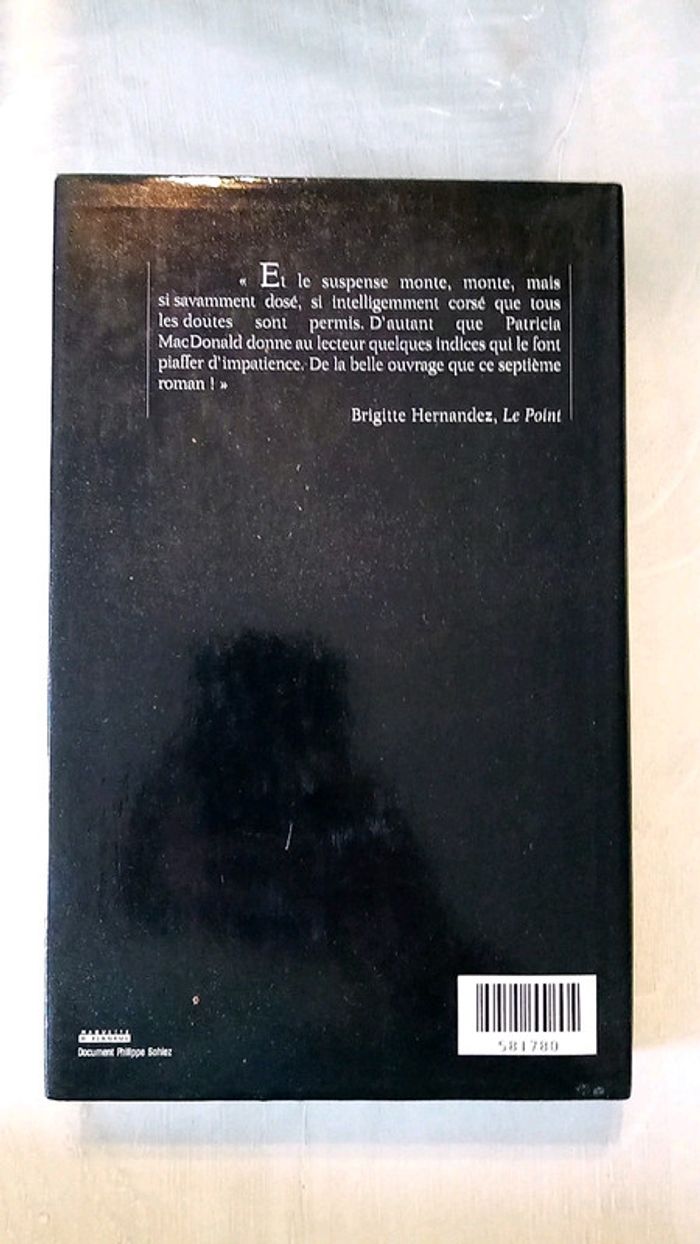 « Et le suspense monte, monte, mais
si savamment dosé, si intelligemment corsé que tous
les doutes sont permis. D'autant que Patricia
MacDonald donne au lecteur quelques indices qui le font
piaffer d'impatience. De la belle ouvrage que ce septième
roman ! »
Brigitte Hernandez, Le Point
581780
MAQUETTE
Document Philippe Sohiez